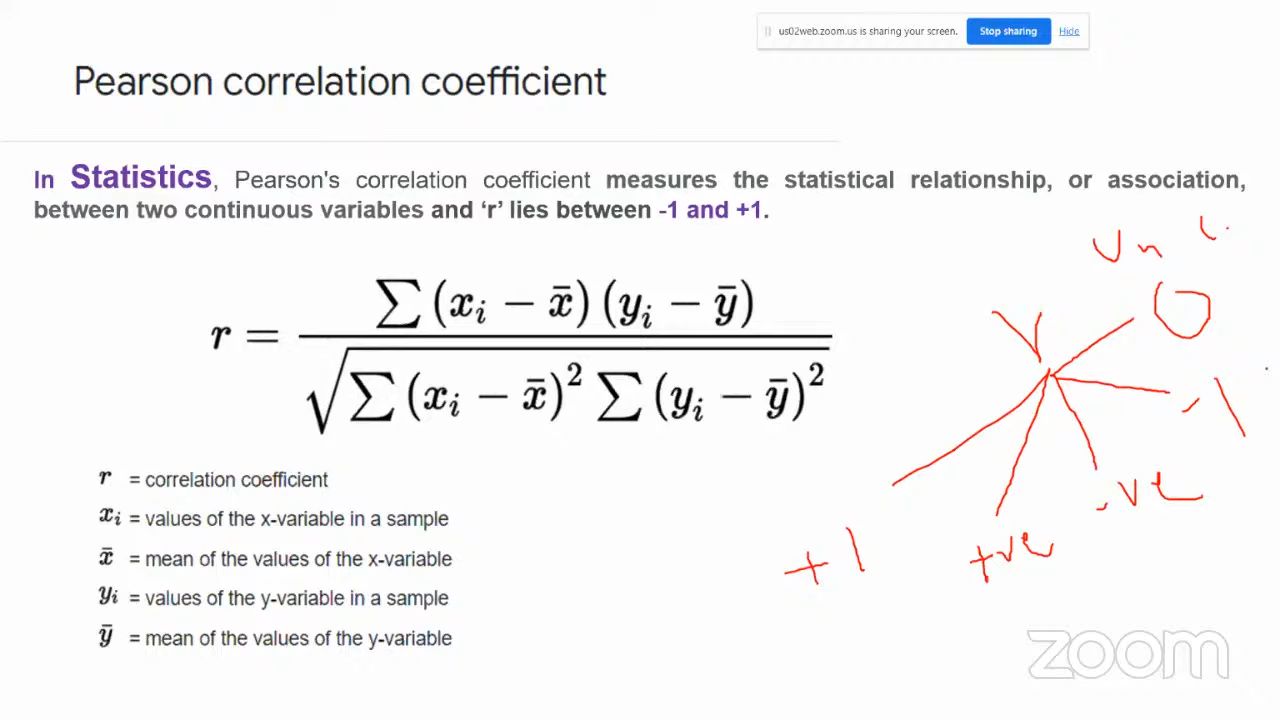 us02web.zoom.us is sharing your screen. Stop sharing Hide
Pearson correlation coefficient
In Statistics, Pearson's correlation coefficient measures the statistical relationship, or association,
between two continuous variables and ‘r’ lies between -1 and +1.
r = ∑ (xᵢ − x̄) (yᵢ − ȳ) / √ ∑ (xᵢ − x̄)² ∑ (yᵢ − ȳ)²
r = correlation coefficient
xᵢ = values of the x-variable in a sample
x̄ = mean of the values of the x-variable
yᵢ = values of the y-variable in a sample
ȳ = mean of the values of the y-variable
0
-1
-ve
+ve
+1
zoom